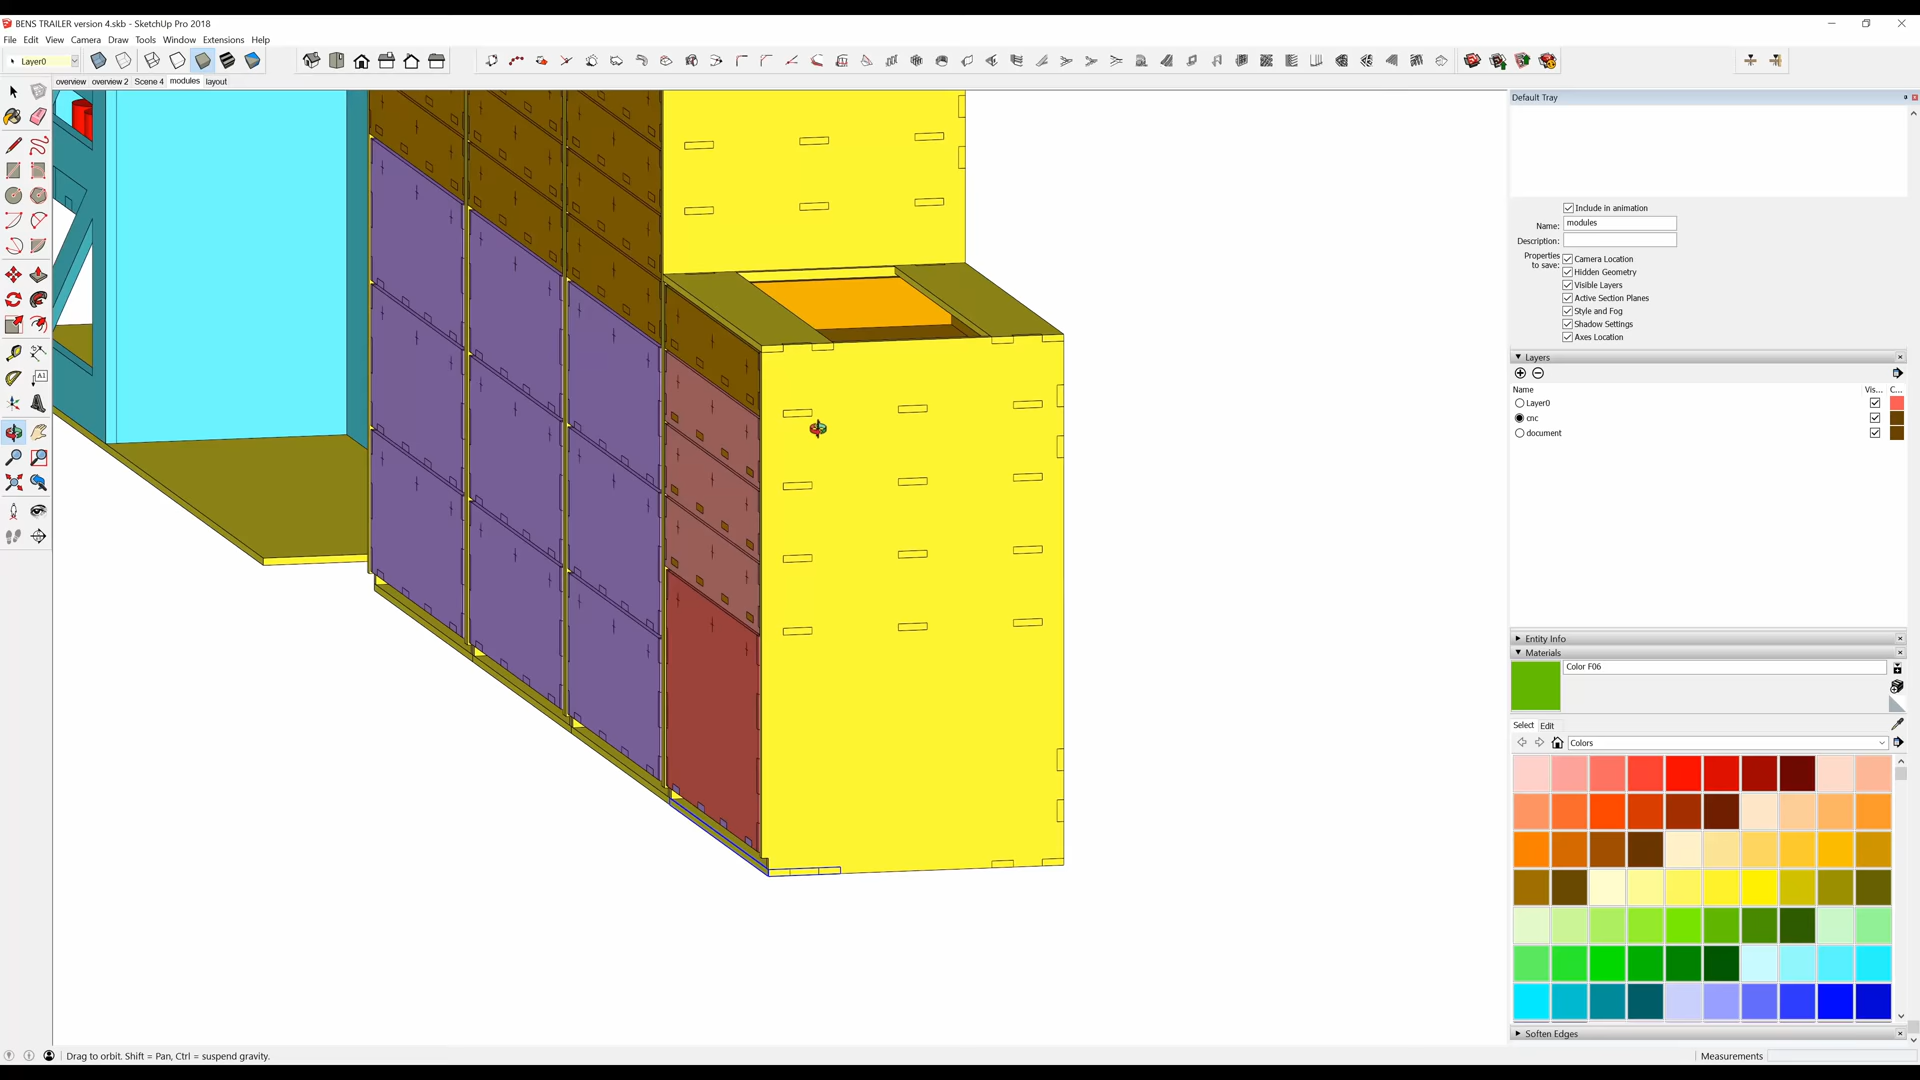 BENS TRAILER version 4.skb - SketchUp Pro 2018
File Edit View Camera Draw Tools Window Extensions Help
Layer0
overview overview 2 Scene 4 modules layout
Default Tray
Include in animation
Name: modules
Description:
Properties to save:
Camera Location
Hidden Geometry
Visible Layers
Active Section Planes
Style and Fog
Shadow Settings
Axes Location
Layers
Name Vis... C...
Layer0
cnc
document
Entity Info
Materials
Color F06
Select Edit
Colors
Soften Edges
Drag to orbit. Shift = Pan, Ctrl = suspend gravity.
Measurements